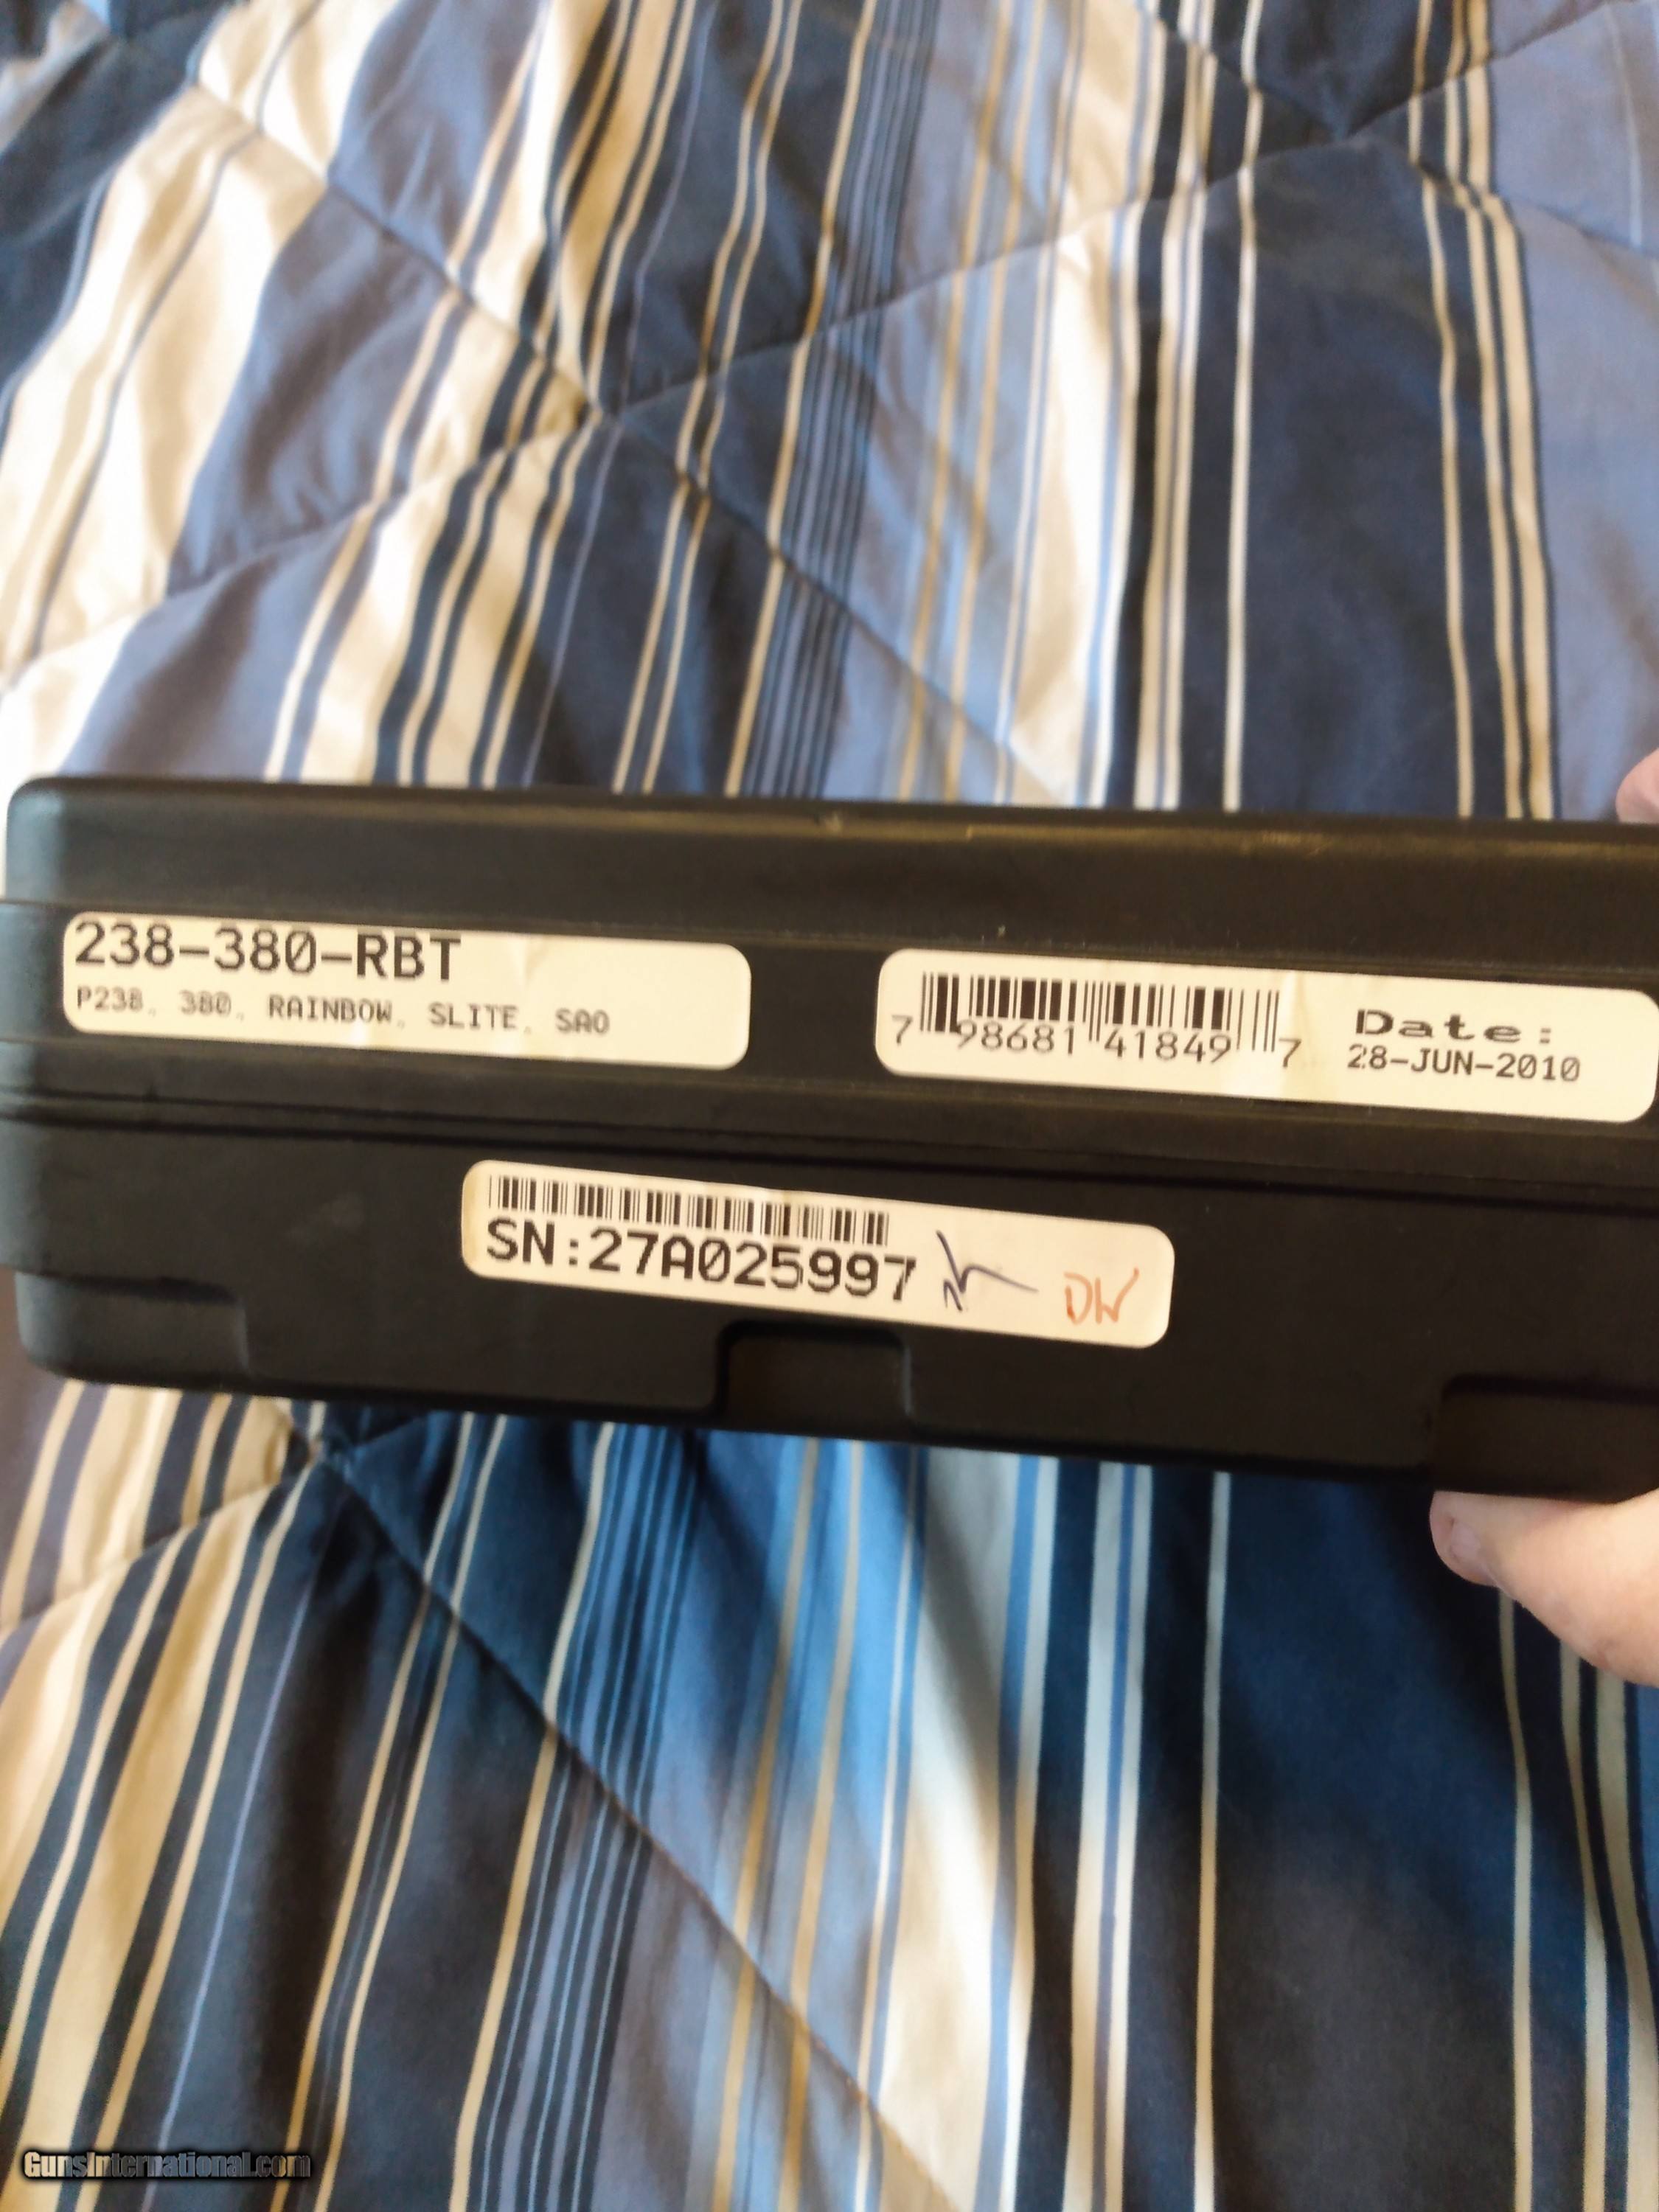 238-380-RBT
P238, 380, RAINBOW, SLITE, SAO
7 98681 41849 7
Date:
28-JUN-2010
SN:27A025997
DW
GunsInternational.com